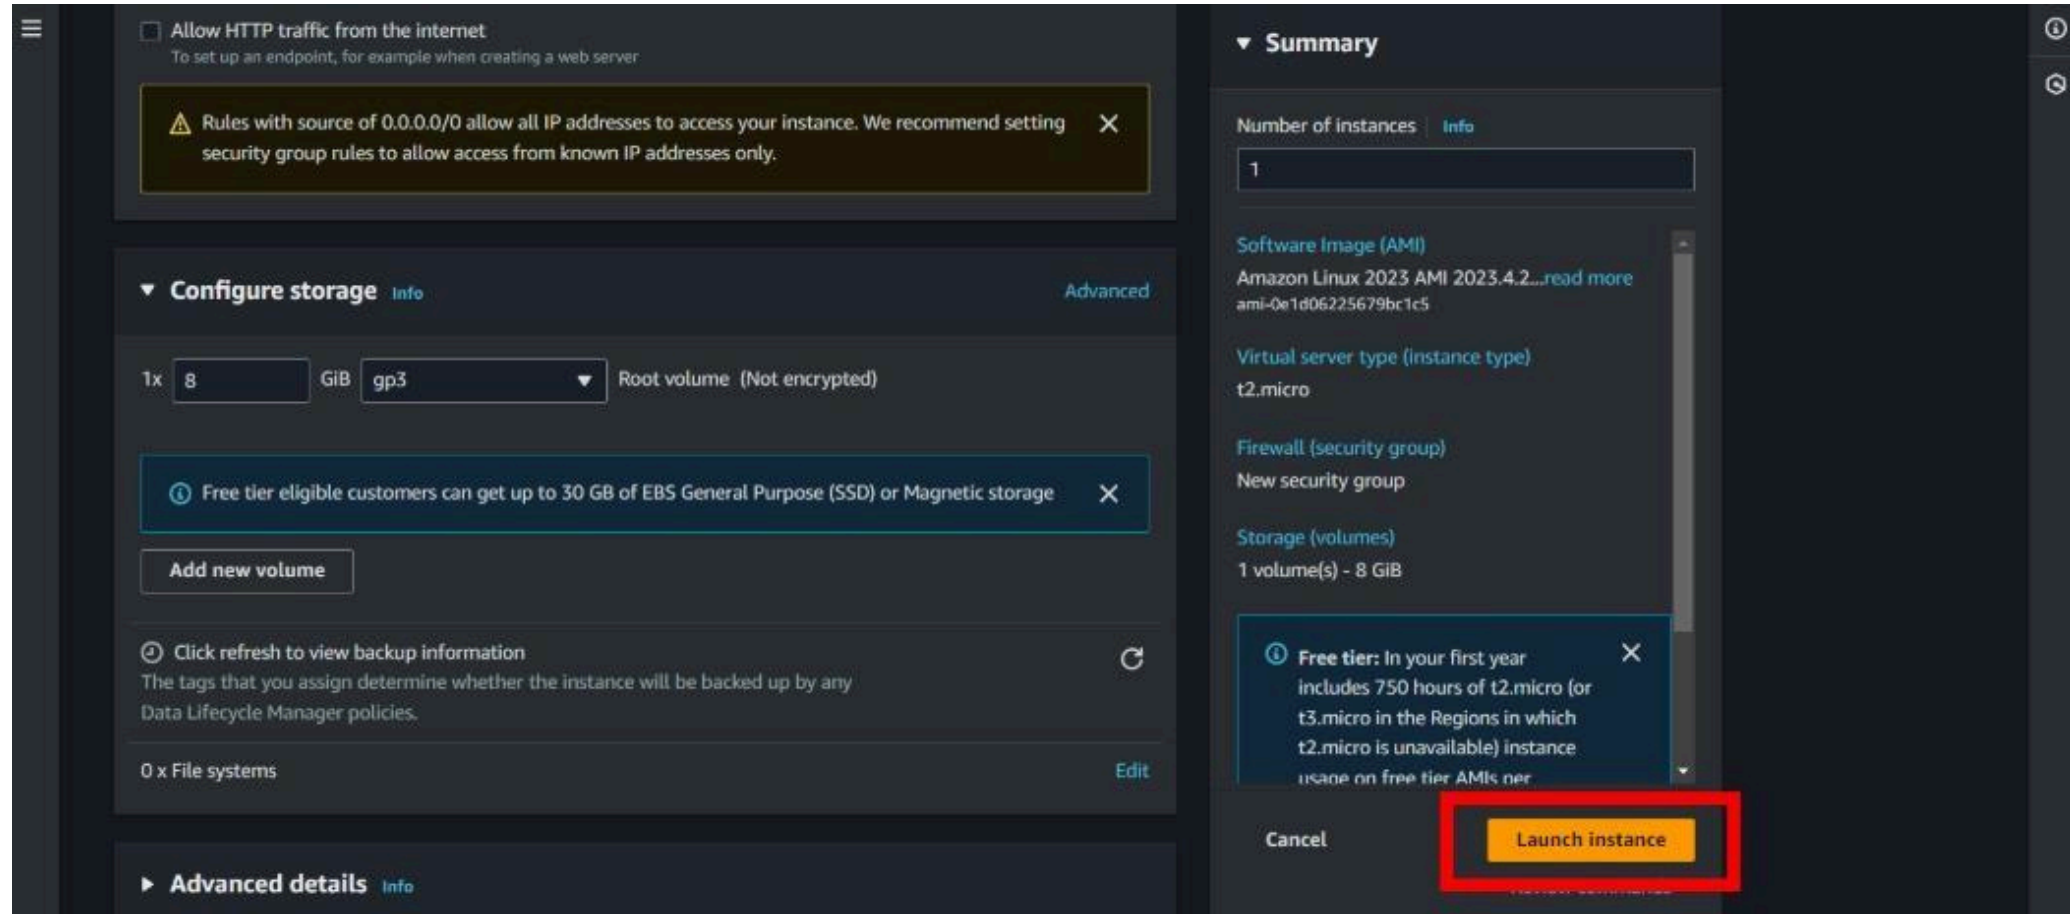 Allow HTTP traffic from the internet
To set up an endpoint, for example when creating a web server
Rules with source of 0.0.0.0/0 allow all IP addresses to access your instance. We recommend setting
security group rules to allow access from known IP addresses only.
Configure storage Info
Advanced
1x 8 GiB gp3 Root volume (Not encrypted)
Free tier eligible customers can get up to 30 GB of EBS General Purpose (SSD) or Magnetic storage
Add new volume
Click refresh to view backup information
The tags that you assign determine whether the instance will be backed up by any
Data Lifecycle Manager policies.
0 x File systems
Edit
Advanced details Info
Summary
Number of instances Info
1
Software Image (AMI)
Amazon Linux 2023 AMI 2023.4.2...read more
ami-0e1d06225679bc1c5
Virtual server type (instance type)
t2.micro
Firewall (security group)
New security group
Storage (volumes)
1 volume(s) - 8 GiB
Free tier: In your first year
includes 750 hours of t2.micro (or
t3.micro in the Regions in which
t2.micro is unavailable) instance
usage on free tier AMIs per
Cancel
Launch instance